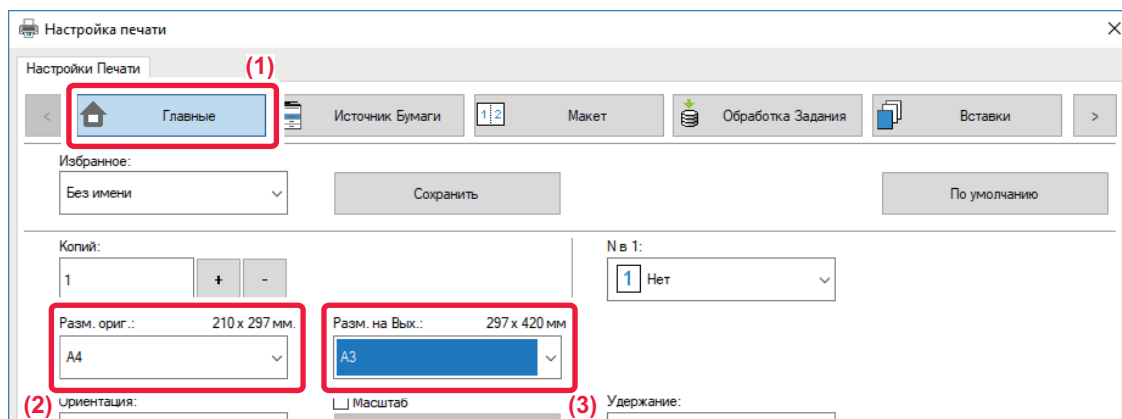 Настройка печати
Настройки Печати
(1)
< Главные Источник Бумаги 1 2 Макет Обработка Задания Вставки >
Избранное:
Без имени Сохранить По умолчанию
Копий: N в 1:
1 + - 1 Нет
Разм. ориг.: 210 x 297 мм. Разм. на Вых.: 297 x 420 мм
A4 A3
(2) Ориентация: Масштаб (3) Удержание: